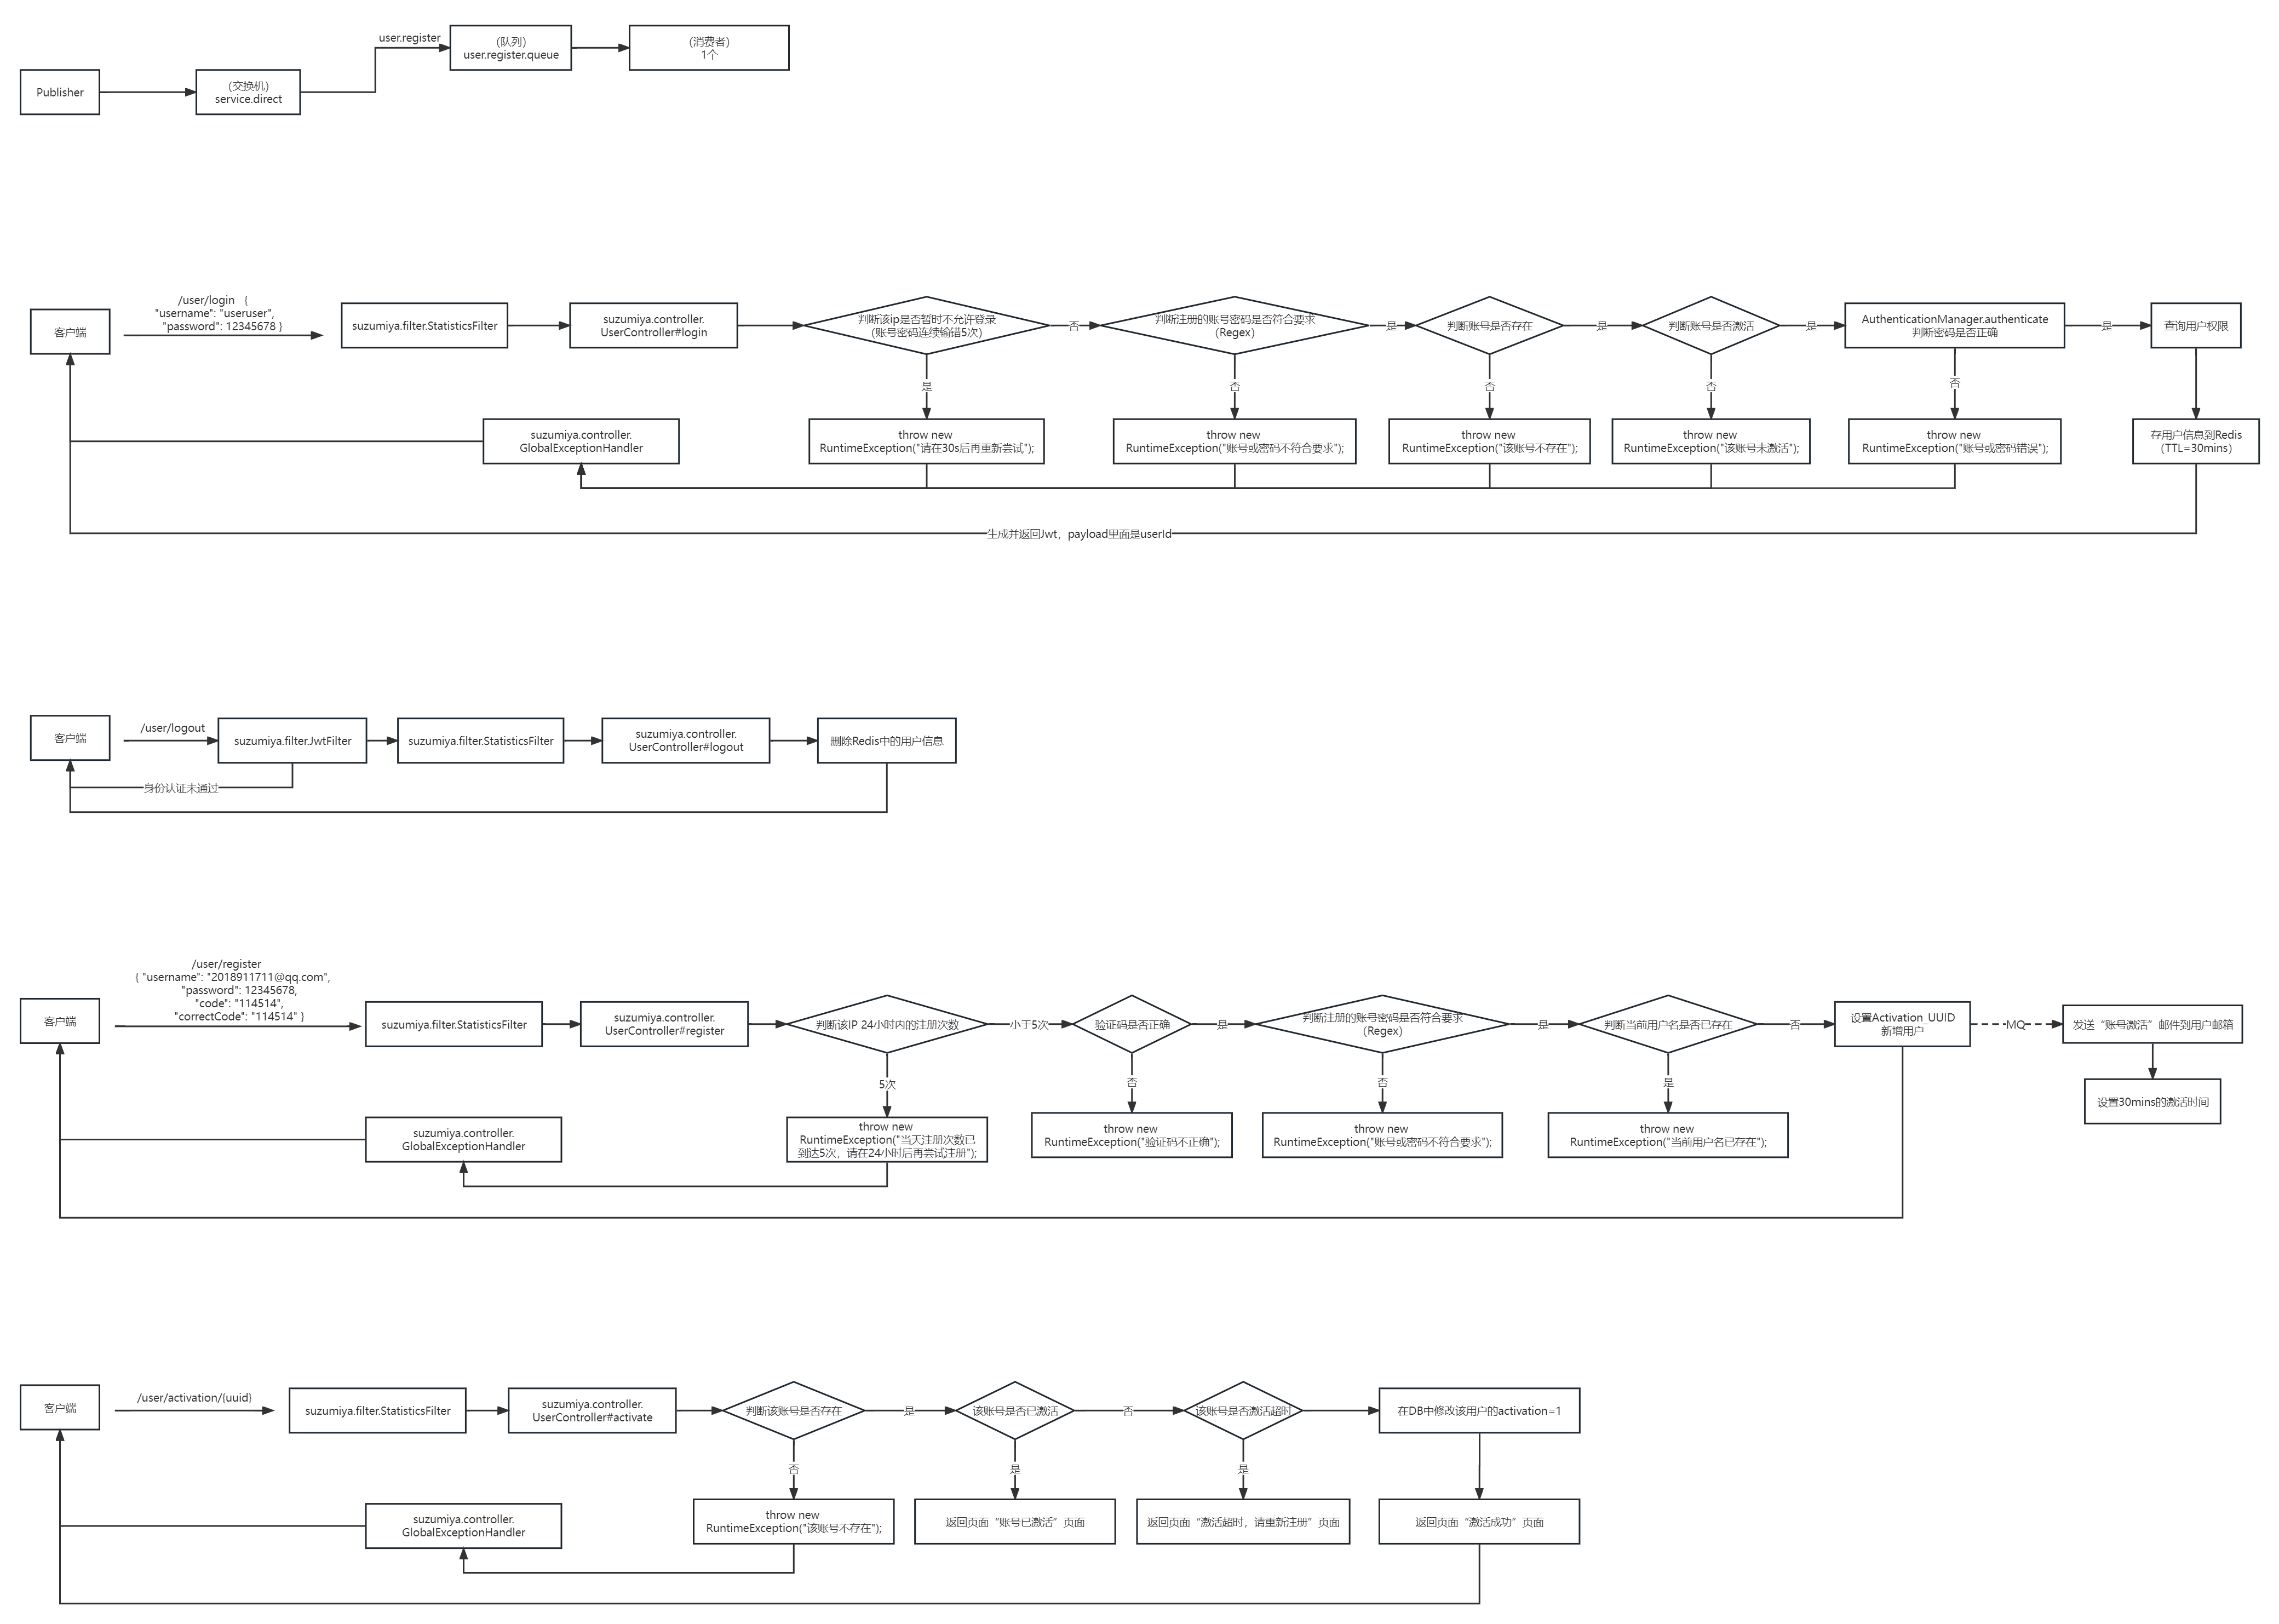 user.register
(队列)
user.register.queue
(消费者)
1个
Publisher
(交换机)
service.direct
/user/login {
"username": "useruser",
"password": 12345678 }
客户端
suzumiya.filter.StatisticsFilter
suzumiya.controller.
UserController#login
判断该ip是否暂时不允许登录
(账号密码连续输错5次)
否
判断注册的账号密码是否符合要求
(Regex)
是
判断账号是否存在
是
判断账号是否激活
是
AuthenticationManager.authenticate
判断密码是否正确
是
查询用户权限
是
否
否
否
否
suzumiya.controller.
GlobalExceptionHandler
throw new
RuntimeException("请在30s后再重新尝试");
throw new
RuntimeException("账号或密码不符合要求");
throw new
RuntimeException("该账号不存在");
throw new
RuntimeException("该账号未激活");
throw new
RuntimeException("账号或密码错误");
存用户信息到Redis
(TTL=30mins)
生成并返回Jwt，payload里面是userId
客户端
/user/logout
suzumiya.filter.JwtFilter
suzumiya.filter.StatisticsFilter
suzumiya.controller.
UserController#logout
删除Redis中的用户信息
身份认证未通过
/user/register
{ "username": "2018911711@qq.com",
"password": 12345678,
"code": "114514",
"correctCode": "114514" }
客户端
suzumiya.filter.StatisticsFilter
suzumiya.controller.
UserController#register
判断该IP 24小时内的注册次数
小于5次
验证码是否正确
是
判断注册的账号密码是否符合要求
(Regex)
是
判断当前用户名是否已存在
否
设置Activation_UUID
新增用户
MQ
发送“账号激活”邮件到用户邮箱
5次
否
否
是
设置30mins的激活时间
suzumiya.controller.
GlobalExceptionHandler
throw new
RuntimeException("当天注册次数已
到达5次，请在24小时后再尝试注册");
throw new
RuntimeException("验证码不正确");
throw new
RuntimeException("账号或密码不符合要求");
throw new
RuntimeException("当前用户名已存在");
客户端
/user/activation/{uuid}
suzumiya.filter.StatisticsFilter
suzumiya.controller.
UserController#activate
判断该账号是否存在
是
该账号是否已激活
否
该账号是否激活超时
在DB中修改该用户的activation=1
否
是
是
suzumiya.controller.
GlobalExceptionHandler
throw new
RuntimeException("该账号不存在");
返回页面“账号已激活”页面
返回页面“激活超时，请重新注册”页面
返回页面“激活成功”页面